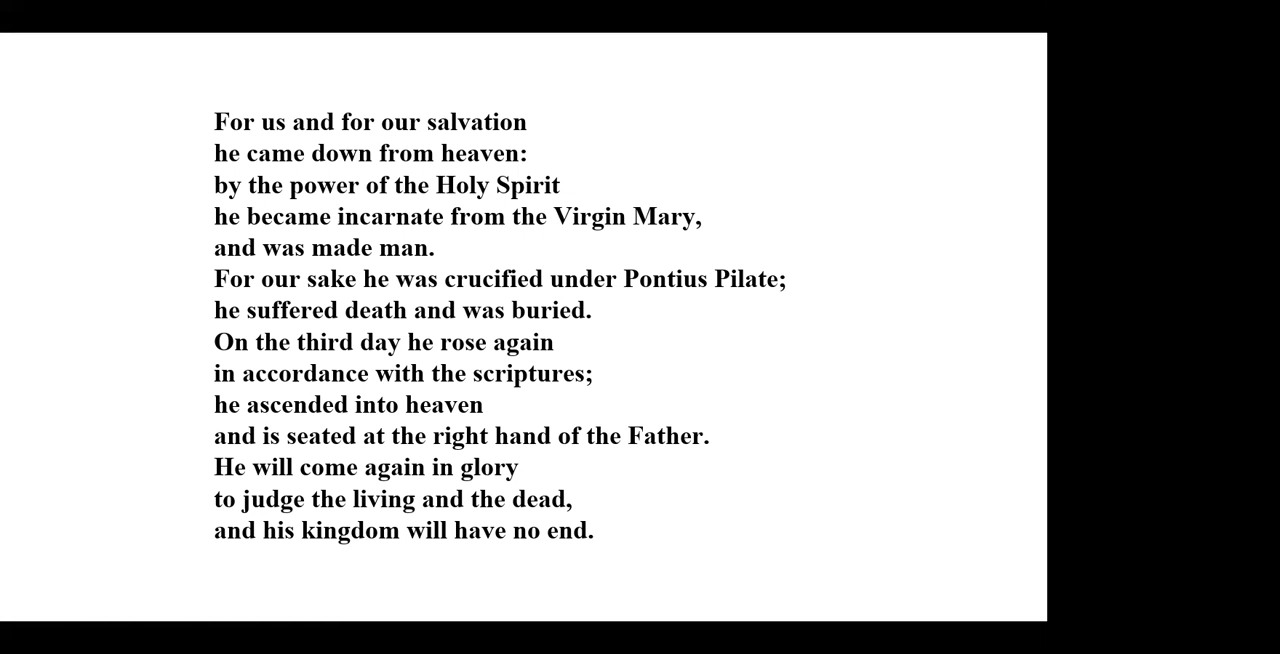 For us and for our salvation
he came down from heaven:
by the power of the Holy Spirit
he became incarnate from the Virgin Mary,
and was made man.
For our sake he was crucified under Pontius Pilate;
he suffered death and was buried.
On the third day he rose again
in accordance with the scriptures;
he ascended into heaven
and is seated at the right hand of the Father.
He will come again in glory
to judge the living and the dead,
and his kingdom will have no end.